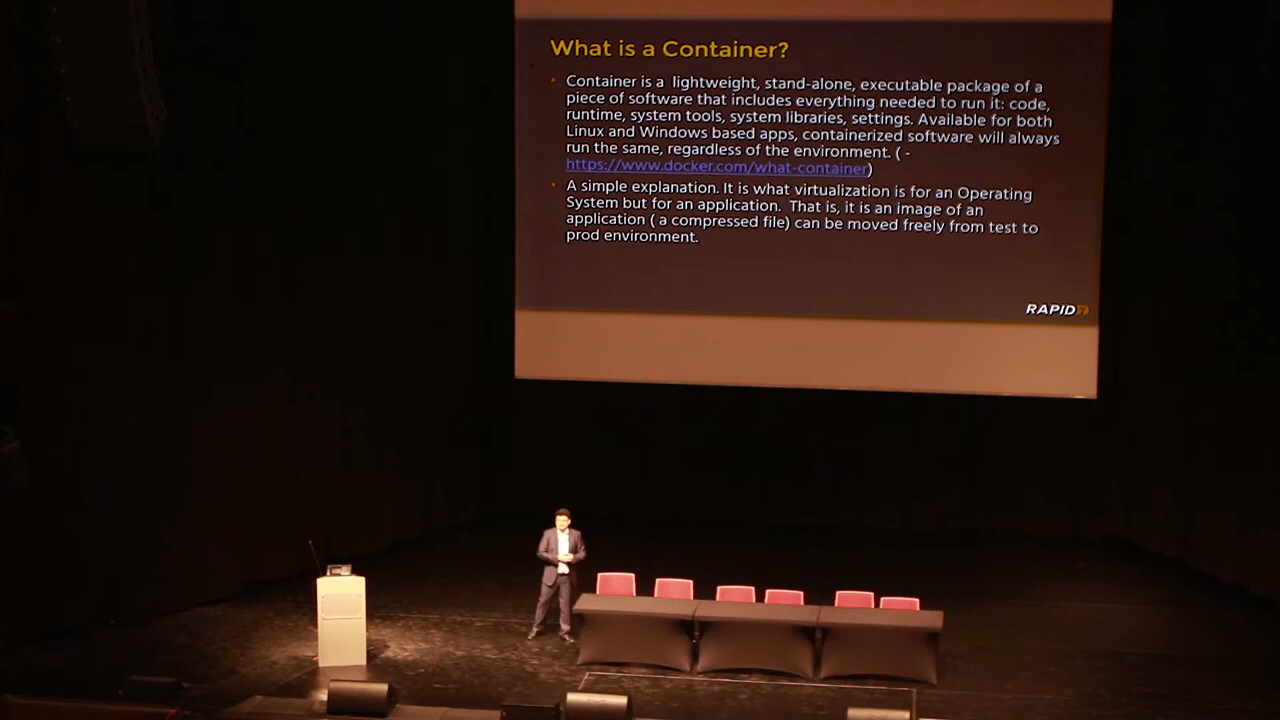 What is a Container?
• Container is a lightweight, stand-alone, executable package of a
piece of software that includes everything needed to run it: code,
runtime, system tools, system libraries, settings. Available for both
Linux and Windows based apps, containerized software will always
run the same, regardless of the environment. ( -
https://www.docker.com/what-container)
• A simple explanation. It is what virtualization is for an Operating
System but for an application. That is, it is an image of an
application ( a compressed file) can be moved freely from test to
prod environment.
RAPID7